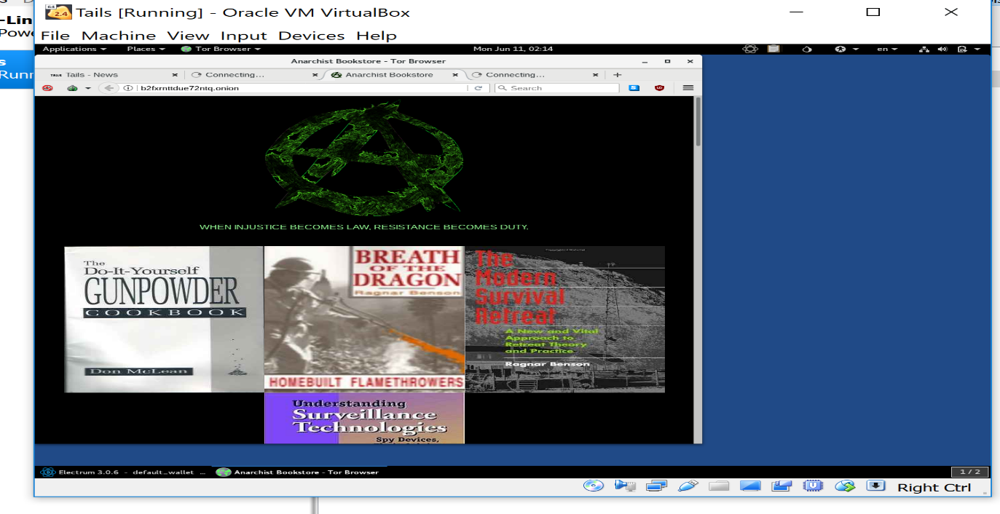 -Lin
Powe
s
Runn
64
2.4
Tails [Running] - Oracle VM VirtualBox
File Machine View Input Devices Help
Applications Places Tor Browser Mon Jun 11, 02:14 en
Anarchist Bookstore - Tor Browser
TAILS Tails - News Connecting... Anarchist Bookstore Connecting...
b2fxrnttdue72ntq.onion Search
WHEN INJUSTICE BECOMES LAW, RESISTANCE BECOMES DUTY.
The
Do-It-Yourself
GUNPOWDER
COOKBOOK
Don McLean
BREATH
OF THE
DRAGON
Ragnar Benson
HOMEBUILT FLAMETHROWERS
The
Modern
Survival
Retreat
A New and Vital
Approach to
Retreat Theory
and Practice
Ragnar Benson
Understanding
Surveillance
Technologies
Spy Devices,
Electrum 3.0.6 - default_wallet ... Anarchist Bookstore - Tor Browser 1 / 2
Right Ctrl